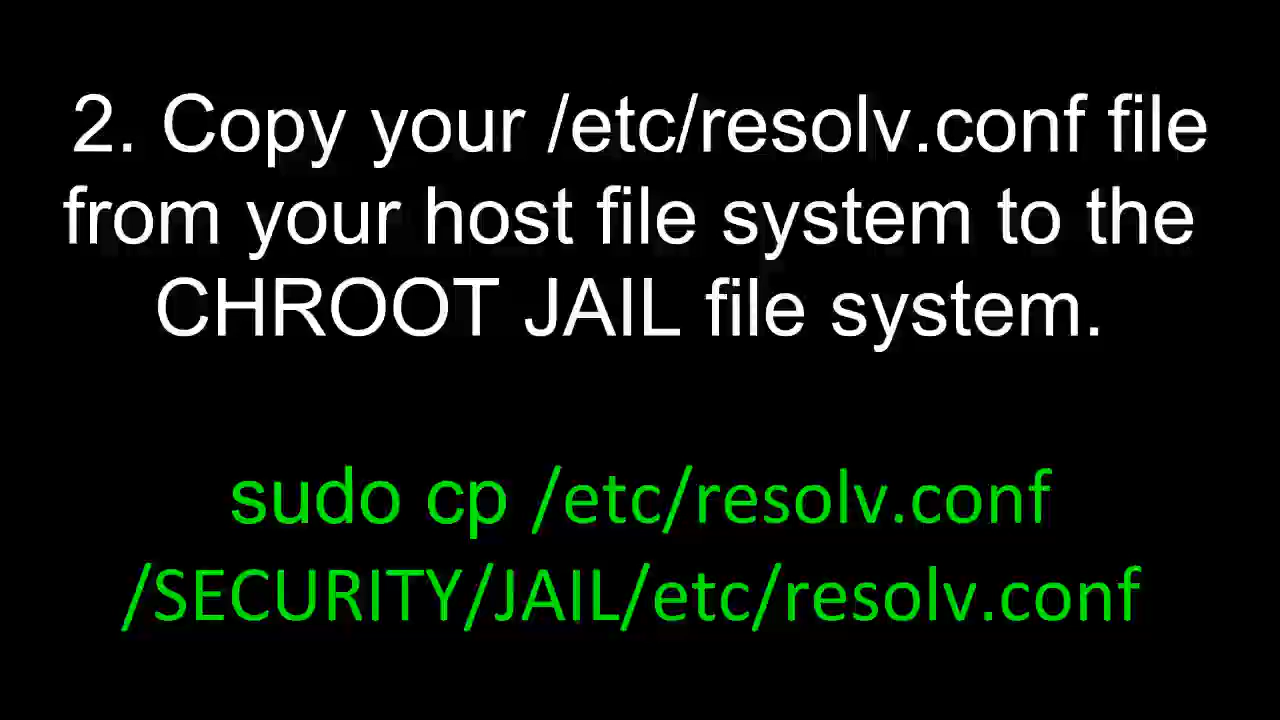 2. Copy your /etc/resolv.conf file
from your host file system to the
CHROOT JAIL file system.
sudo cp /etc/resolv.conf
/SECURITY/JAIL/etc/resolv.conf